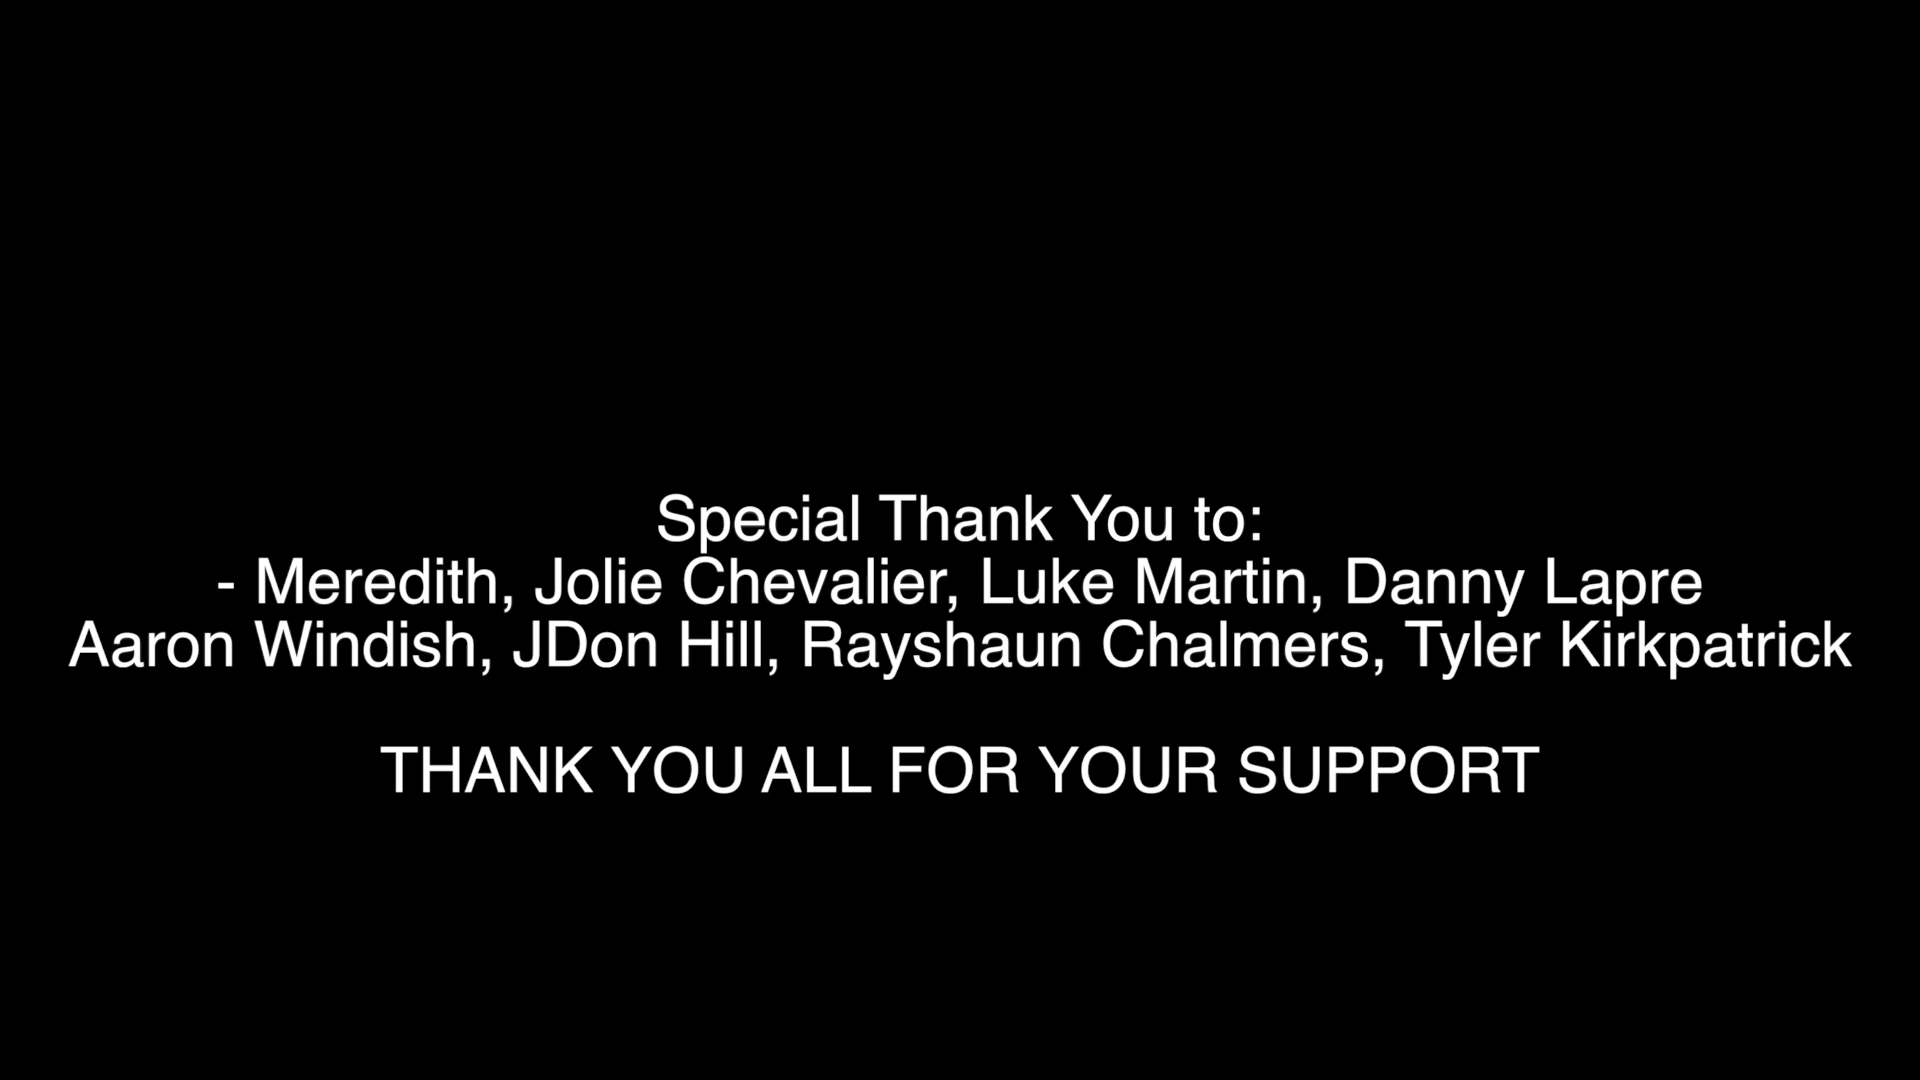 Special Thank You to:
- Meredith, Jolie Chevalier, Luke Martin, Danny Lapre
Aaron Windish, JDon Hill, Rayshaun Chalmers, Tyler Kirkpatrick
THANK YOU ALL FOR YOUR SUPPORT